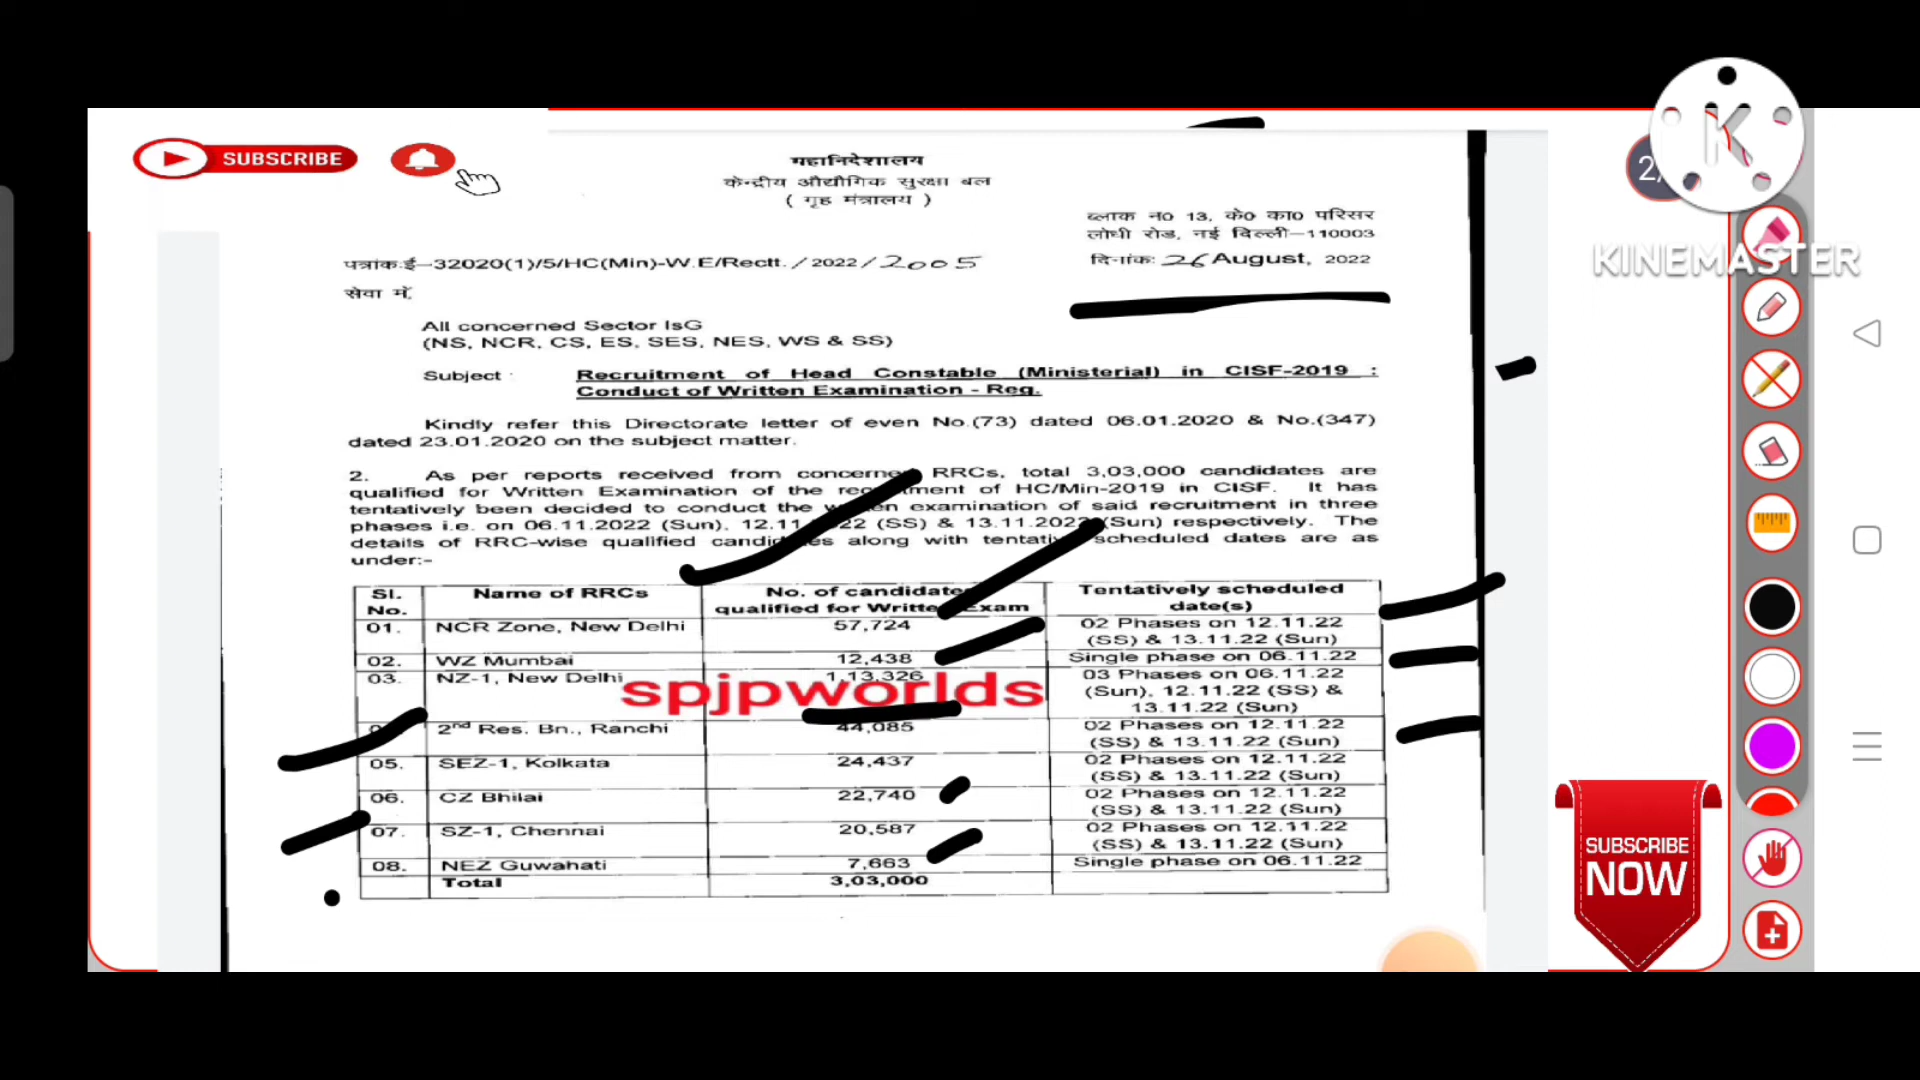 SUBSCRIBE
महानिदेशालय
केन्द्रीय औद्योगिक सुरक्षा बल
( गृह मंत्रालय )
ब्लाक न0 13, के0 का0 परिसर
लोधी रोड, नई दिल्ली–110003
पत्रांक:ई–32020(1)/5/HC(Min)-W.E/Rectt./2022/2005
दिनांक: 26 August, 2022
सेवा में,
All concerned Sector IsG
(NS, NCR, CS, ES, SES, NES, WS & SS)
Subject : Recruitment of Head Constable (Ministerial) in CISF-2019 :
Conduct of Written Examination - Reg.
Kindly refer this Directorate letter of even No.(73) dated 06.01.2020 & No.(347)
dated 23.01.2020 on the subject matter.
2. As per reports received from concerned RRCs, total 3,03,000 candidates are
qualified for Written Examination of the recruitment of HC/Min-2019 in CISF. It has
tentatively been decided to conduct the written examination of said recruitment in three
phases i.e. on 06.11.2022 (Sun), 12.11.2022 (SS) & 13.11.2022 (Sun) respectively. The
details of RRC-wise qualified candidates along with tentative scheduled dates are as
under:-
Sl. No. Name of RRCs No. of candidates qualified for Written Exam Tentatively scheduled date(s)
01. NCR Zone, New Delhi 57,724 02 Phases on 12.11.22
(SS) & 13.11.22 (Sun)
02. WZ Mumbai 12,438 Single phase on 06.11.22
03. NZ-1, New Delhi 1,13,326 03 Phases on 06.11.22
(Sun), 12.11.22 (SS) &
13.11.22 (Sun)
spjpworlds
2nd Res. Bn., Ranchi 44,085 02 Phases on 12.11.22
(SS) & 13.11.22 (Sun)
05. SEZ-1, Kolkata 24,437 02 Phases on 12.11.22
(SS) & 13.11.22 (Sun)
06. CZ Bhilai 22,740 02 Phases on 12.11.22
(SS) & 13.11.22 (Sun)
07. SZ-1, Chennai 20,587 02 Phases on 12.11.22
(SS) & 13.11.22 (Sun)
08. NEZ Guwahati 7,663 Single phase on 06.11.22
Total 3,03,000
K
KINEMASTER
SUBSCRIBE
NOW